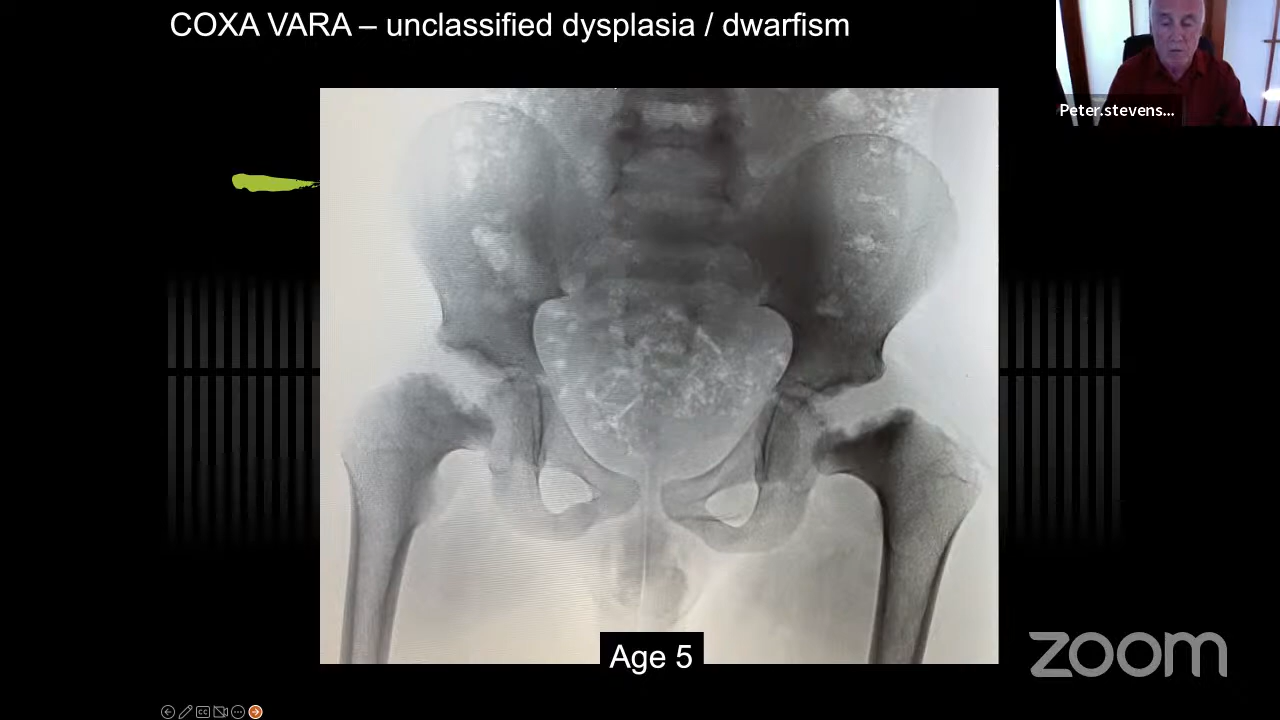 COXA VARA – unclassified dysplasia / dwarfism
Peter.stevens...
Age 5
zoom